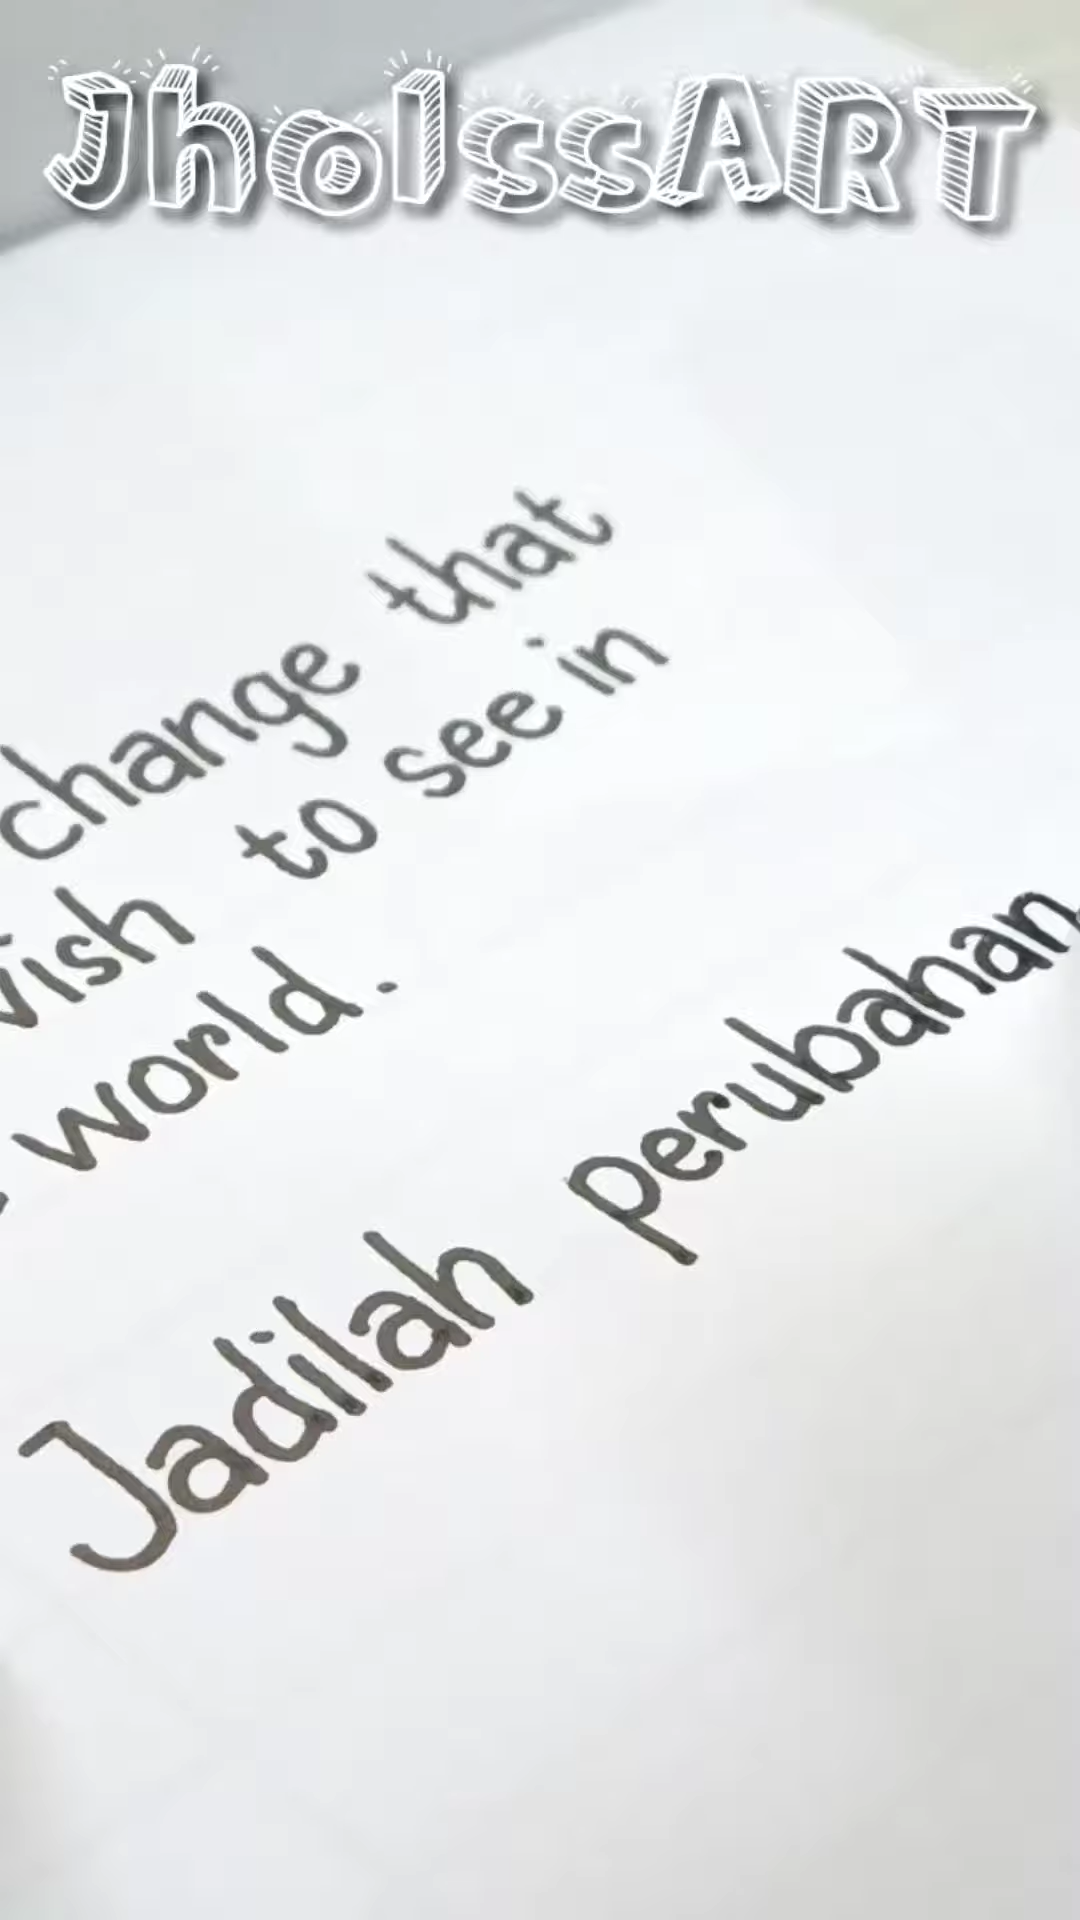 JholssART
change that
wish to see in
world.
Jadilah perubahan